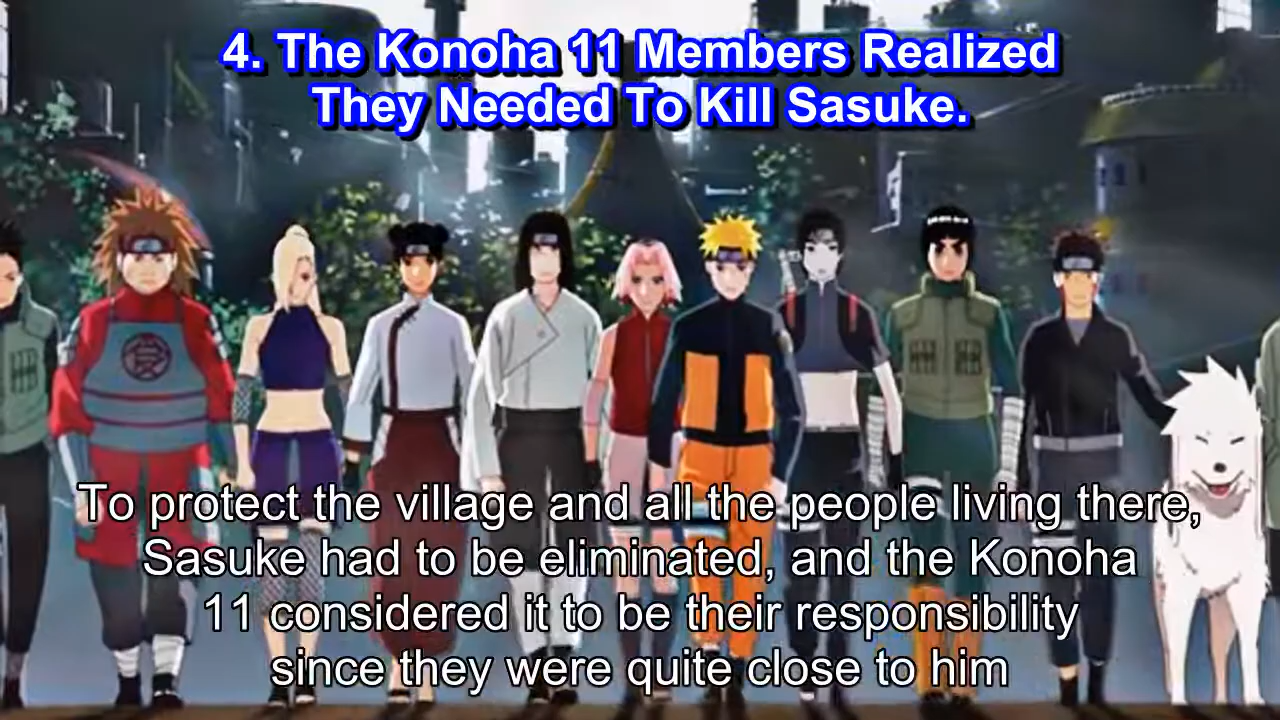 4. The Konoha 11 Members Realized
They Needed To Kill Sasuke.
To protect the village and all the people living there,
Sasuke had to be eliminated, and the Konoha
11 considered it to be their responsibility
since they were quite close to him